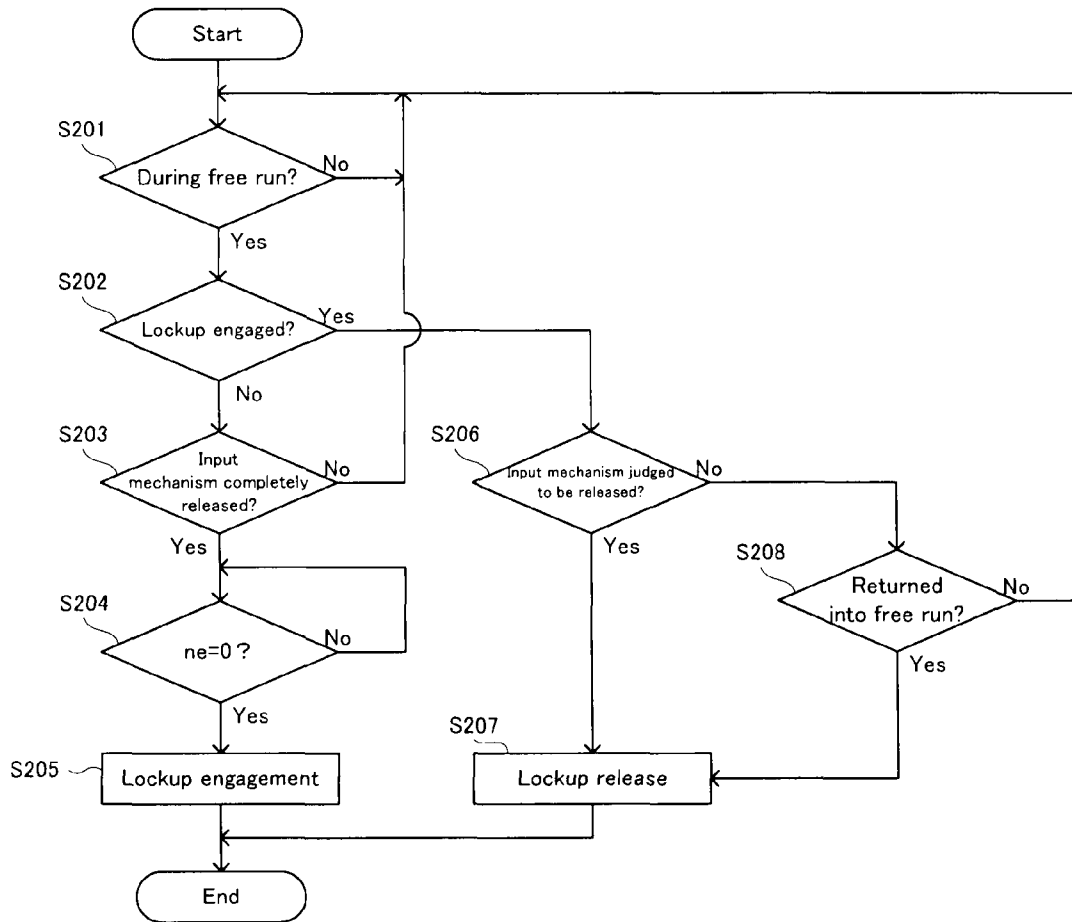 Start
S201
During free run?
No
Yes
S202
Lockup engaged?
Yes
No
S203
Input
mechanism completely
released?
No
Yes
S204
ne=0?
No
Yes
S205
Lockup engagement
S206
Input mechanism judged
to be released?
No
Yes
S208
Returned
into free run?
No
Yes
S207
Lockup release
End